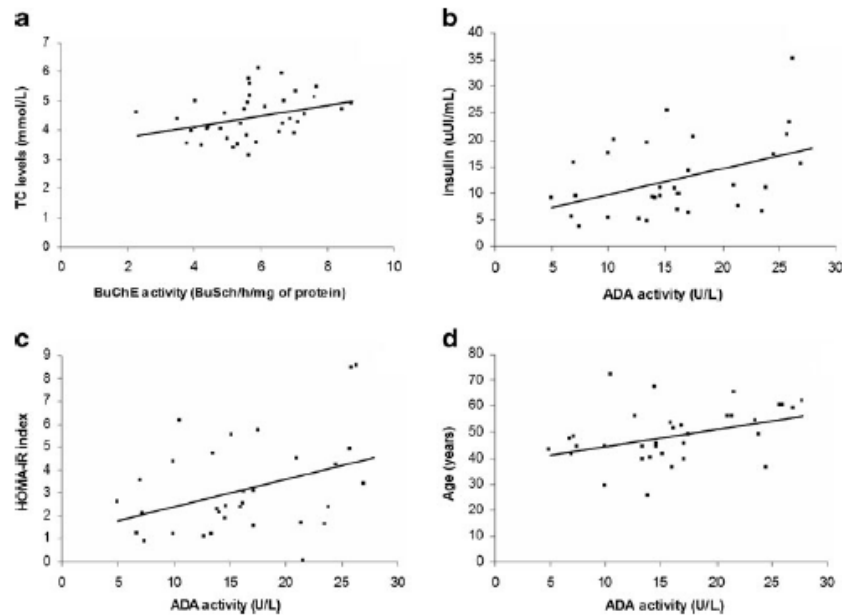 a
TC levels (mmol/L)
7
6
5
4
3
2
1
0
0 2 4 6 8 10
BuChE activity (BuSch/h/mg of protein)
b
insulin (uUI/mL)
40
35
30
25
20
15
10
5
0
0 5 10 15 20 25 30
ADA activity (U/L)
c
HOMA-IR index
9
8
7
6
5
4
3
2
1
0
0 5 10 15 20 25 30
ADA activity (U/L)
d
Age (years)
80
70
60
50
40
30
20
10
0
0 5 10 15 20 25 30
ADA activity (U/L)